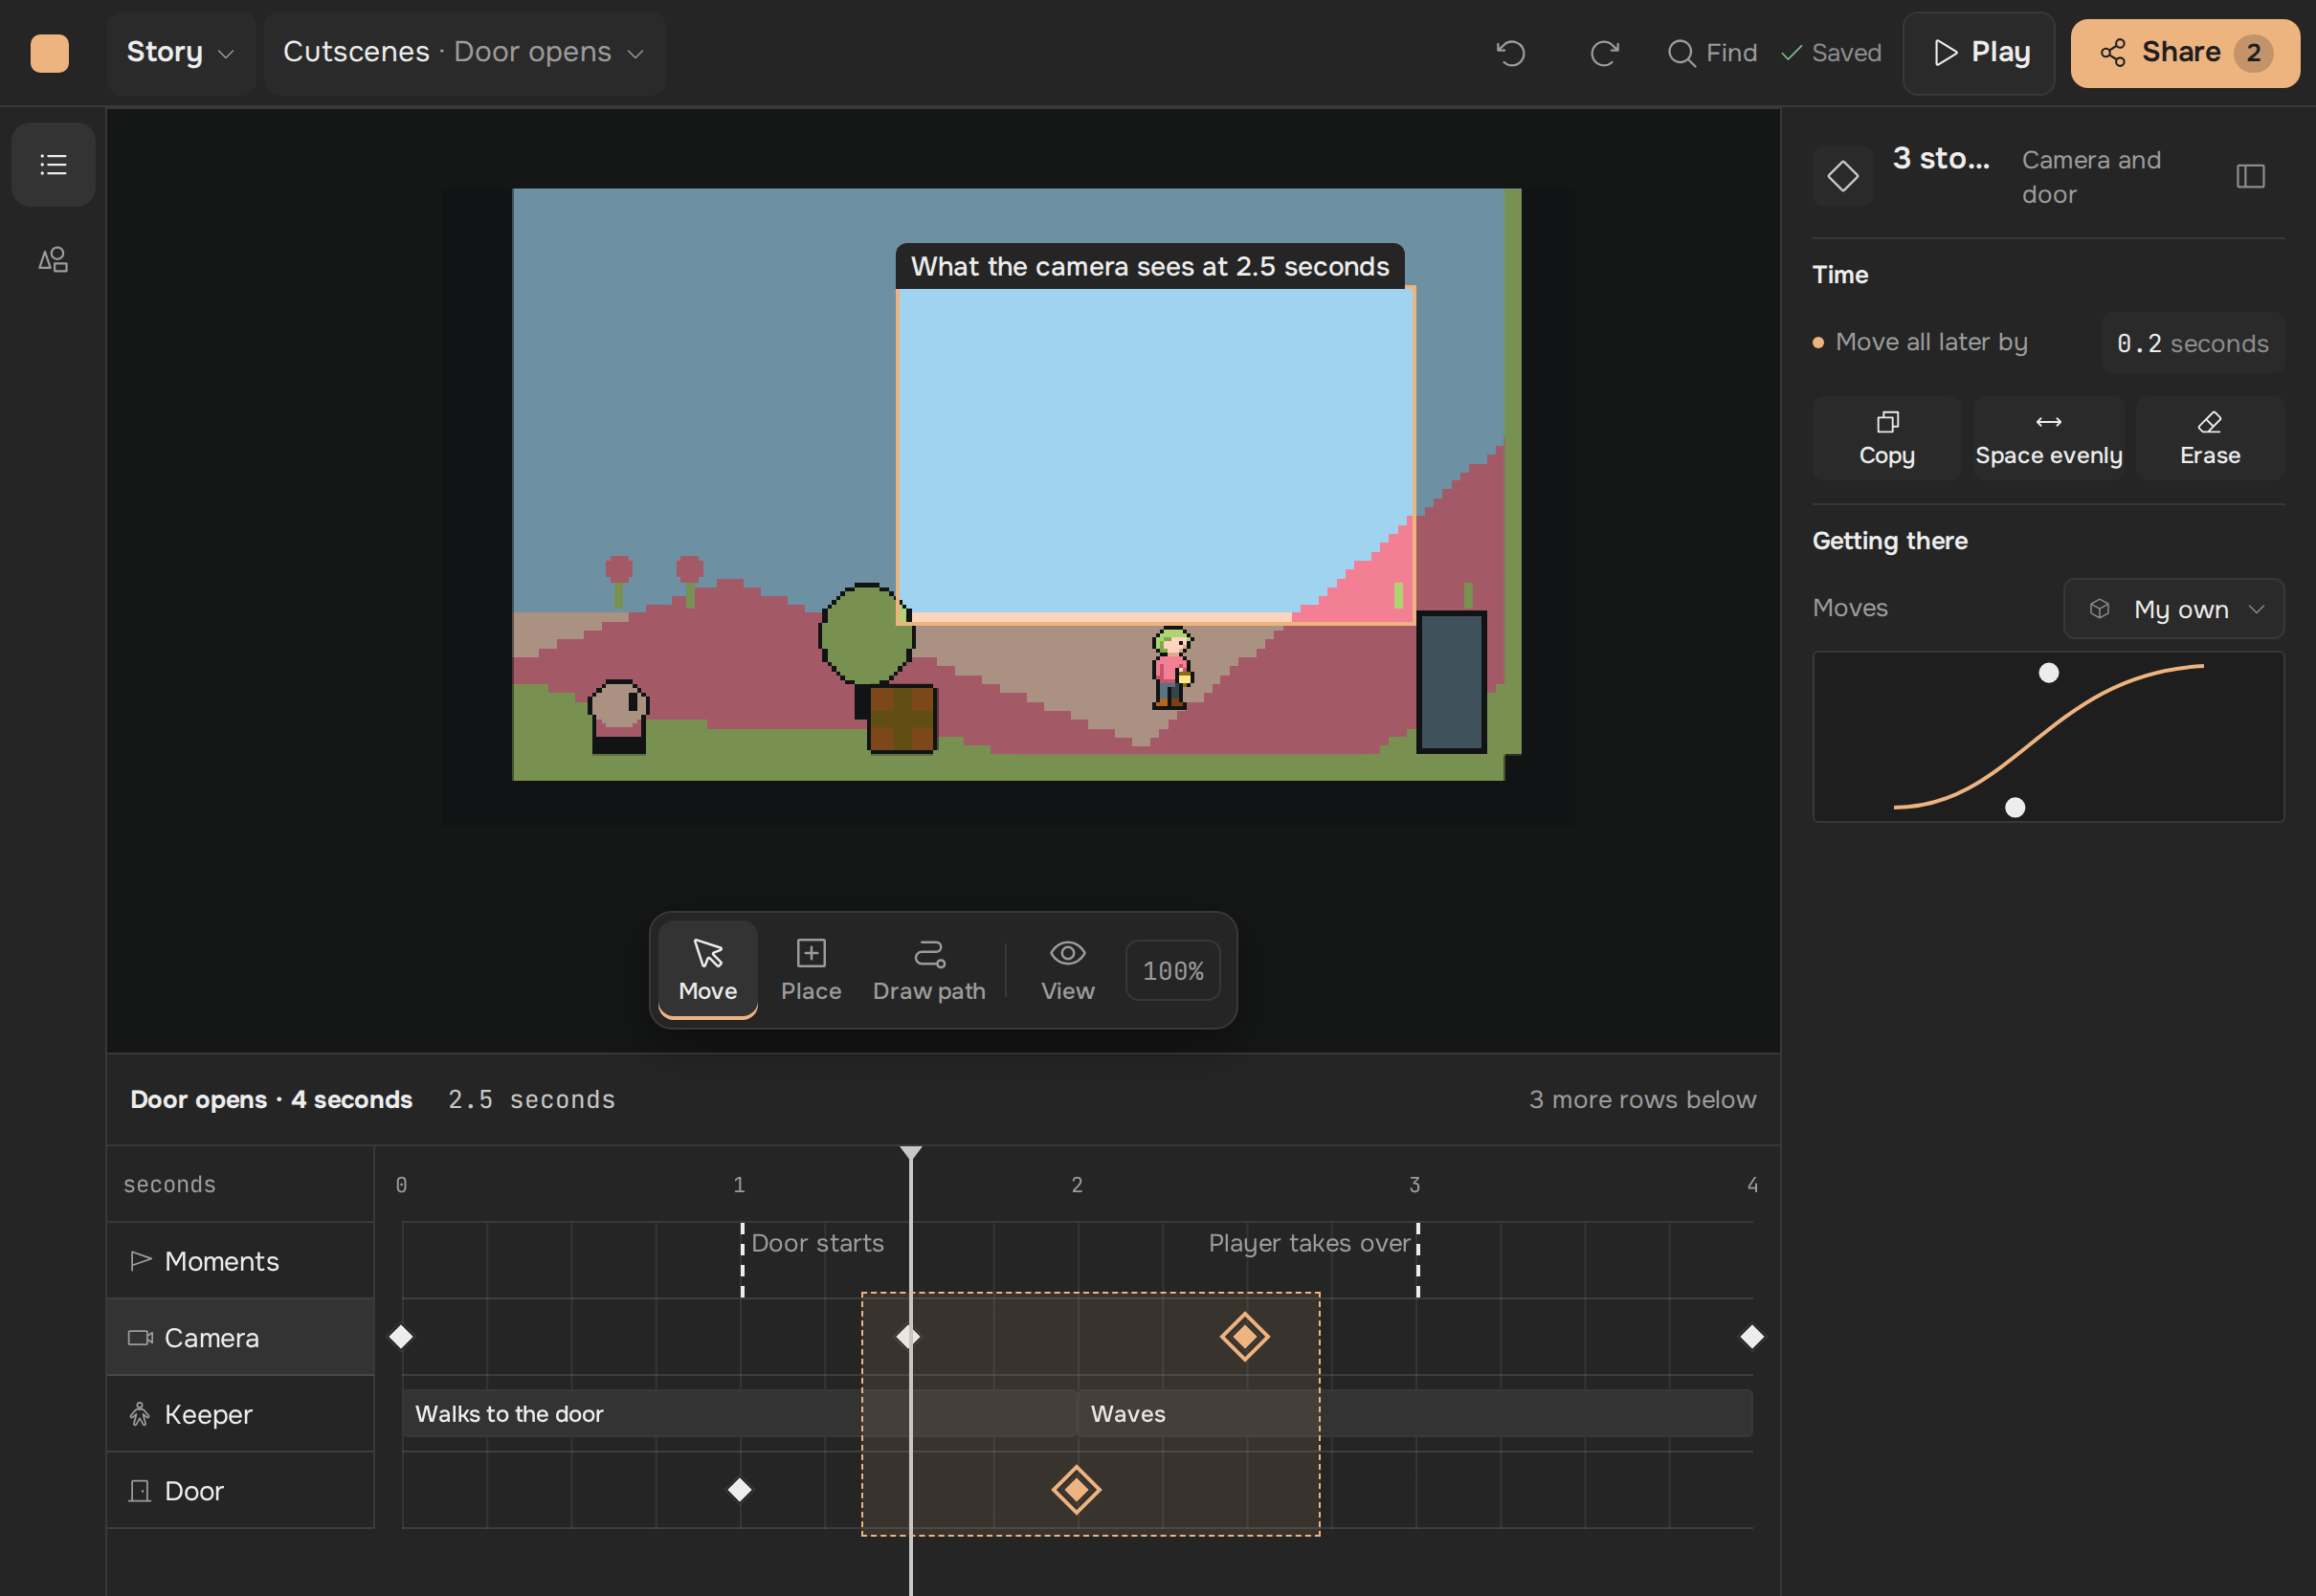 Story
Cutscenes · Door opens
Find
Saved
Play
Share 2
What the camera sees at 2.5 seconds
3 sto...
Camera and
door
Time
Move all later by
0.2 seconds
Copy
Space evenly
Erase
Getting there
Moves
My own
Move
Place
Draw path
View
100%
Door opens · 4 seconds
2.5 seconds
3 more rows below
seconds
0
1
2
3
4
Moments
Door starts
Player takes over
Camera
Keeper
Walks to the door
Waves
Door